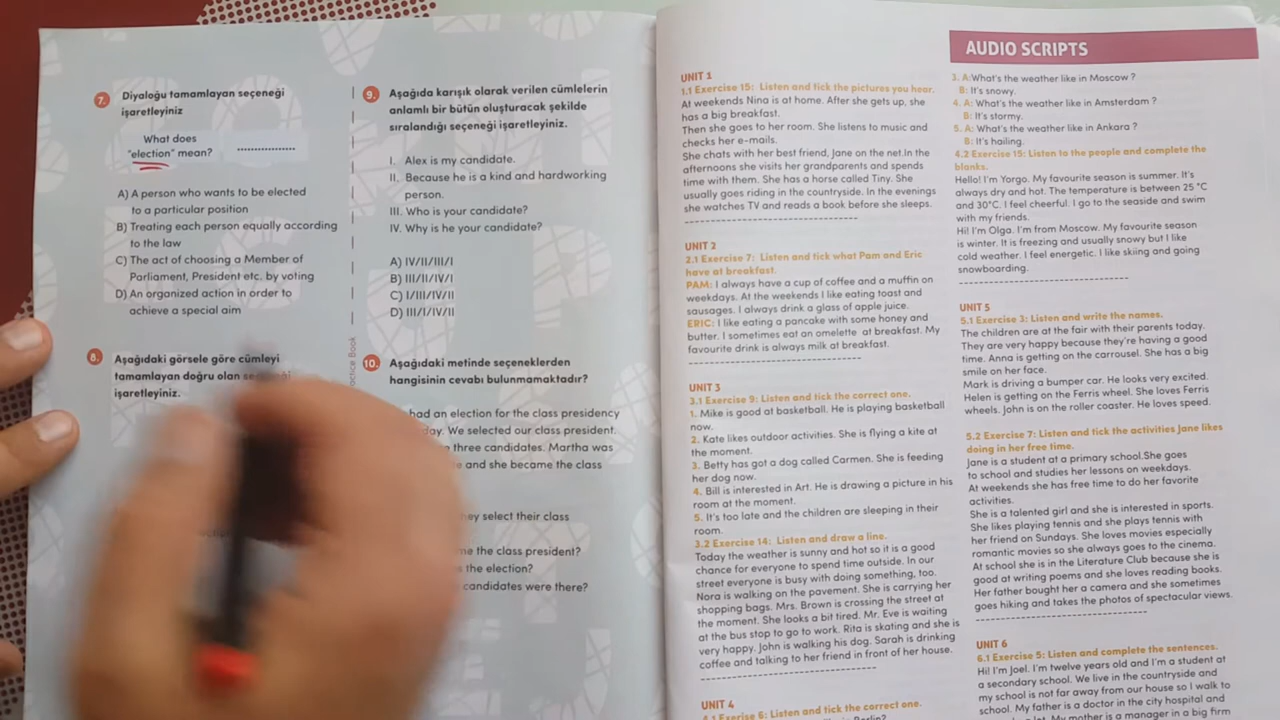 7. Diyaloğu tamamlayan seçeneği
işaretleyiniz
What does
"election" mean? ..................
A) A person who wants to be elected
to a particular position
B) Treating each person equally according
to the law
C) The act of choosing a Member of
Parliament, President etc. by voting
D) An organized action in order to
achieve a special aim
8. Aşağıdaki görsele göre cümleyi
tamamlayan doğru olan
işaretleyiniz.
9. Aşağıda karışık olarak verilen cümlelerin
anlamlı bir bütün oluşturacak şekilde
sıralandığı seçeneği işaretleyiniz.
I. Alex is my candidate.
II. Because he is a kind and hardworking
person.
III. Who is your candidate?
IV. Why is he your candidate?
A) IV/II/III/I
B) III/II/IV/I
C) I/III/IV/II
D) III/I/IV/II
10. Aşağıdaki metinde seçeneklerden
hangisinin cevabı bulunmamaktadır?
had an election for the class presidency
We selected our class president.
three candidates. Martha was
and she became the class
select their class
the class president?
the election?
candidates were there?
AUDIO SCRIPTS
UNIT 1
1.1 Exercise 15: Listen and tick the pictures you hear.
At weekends Nina is at home. After she gets up, she
has a big breakfast.
Then she goes to her room. She listens to music and
checks her e-mails.
She chats with her best friend, Jane on the net.In the
afternoons she visits her grandparents and spends
time with them. She has a horse called Tiny. She
usually goes riding in the countryside. In the evenings
she watches TV and reads a book before she sleeps.
UNIT 2
2.1 Exercise 7: Listen and tick what Pam and Eric
have at breakfast.
PAM: I always have a cup of coffee and a muffin on
weekdays. At the weekends I like eating toast and
sausages. I always drink a glass of apple juice.
ERIC: I like eating a pancake with some honey and
butter. I sometimes eat an omelette at breakfast. My
favourite drink is always milk at breakfast.
UNIT 3
3.1 Exercise 9: Listen and tick the correct one.
1. Mike is good at basketball. He is playing basketball
now.
2. Kate likes outdoor activities. She is flying a kite at
the moment.
3. Betty has got a dog called Carmen. She is feeding
her dog now.
4. Bill is interested in Art. He is drawing a picture in his
room at the moment.
5. It's too late and the children are sleeping in their
room.
3.2 Exercise 14: Listen and draw a line.
Today the weather is sunny and hot so it is a good
chance for everyone to spend time outside. In our
street everyone is busy with doing something, too.
Nora is walking on the pavement. She is carrying her
shopping bags. Mrs. Brown is crossing the street at
the moment. She looks a bit tired. Mr. Eve is waiting
at the bus stop to go to work. Rita is skating and she is
very happy. John is walking his dog. Sarah is drinking
coffee and talking to her friend in front of her house.
UNIT 4
4.1 Exercise 6: Listen and tick the correct one.
3. A:What's the weather like in Moscow ?
B: It's snowy.
4. A: What's the weather like in Amsterdam ?
B: It's stormy.
5. A: What's the weather like in Ankara ?
B: It's hailing.
4.2 Exercise 15: Listen to the people and complete the
blanks.
Hello! I'm Yorgo. My favourite season is summer. It's
always dry and hot. The temperature is between 25 °C
and 30°C. I feel cheerful. I go to the seaside and swim
with my friends.
Hi! I'm Olga. I'm from Moscow. My favourite season
is winter. It is freezing and usually snowy but I like
cold weather. I feel energetic. I like skiing and going
snowboarding.
UNIT 5
5.1 Exercise 3: Listen and write the names.
The children are at the fair with their parents today.
They are very happy because they're having a good
time. Anna is getting on the carrousel. She has a big
smile on her face.
Mark is driving a bumper car. He looks very excited.
Helen is getting on the Ferris wheel. She loves Ferris
wheels. John is on the roller coaster. He loves speed.
5.2 Exercise 7: Listen and tick the activities Jane likes
doing in her free time.
Jane is a student at a primary school.She goes
to school and studies her lessons on weekdays.
At weekends she has free time to do her favorite
activities.
She is a talented girl and she is interested in sports.
She likes playing tennis and she plays tennis with
her friend on Sundays. She loves movies especially
romantic movies so she always goes to the cinema.
At school she is in the Literature Club because she is
good at writing poems and she loves reading books.
Her father bought her a camera and she sometimes
goes hiking and takes the photos of spectacular views.
UNIT 6
6.1 Exercise 5: Listen and complete the sentences.
Hi! I'm Joel. I'm twelve years old and I'm a student at
a secondary school. We live in the countryside and
my school is not far away from our house so I walk to
school. My father is a doctor in the city hospital and
mother is a manager in a big firm